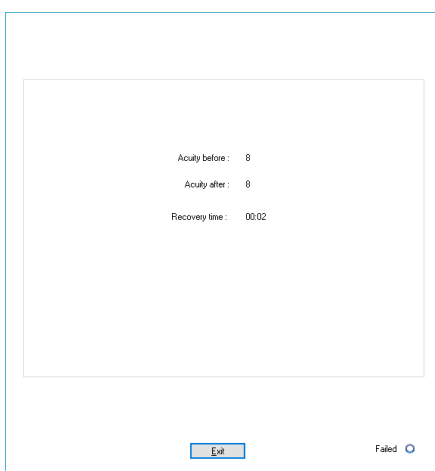 Acuity before : 8
Acuity after : 8
Recovery time : 00:02
Exit
Failed